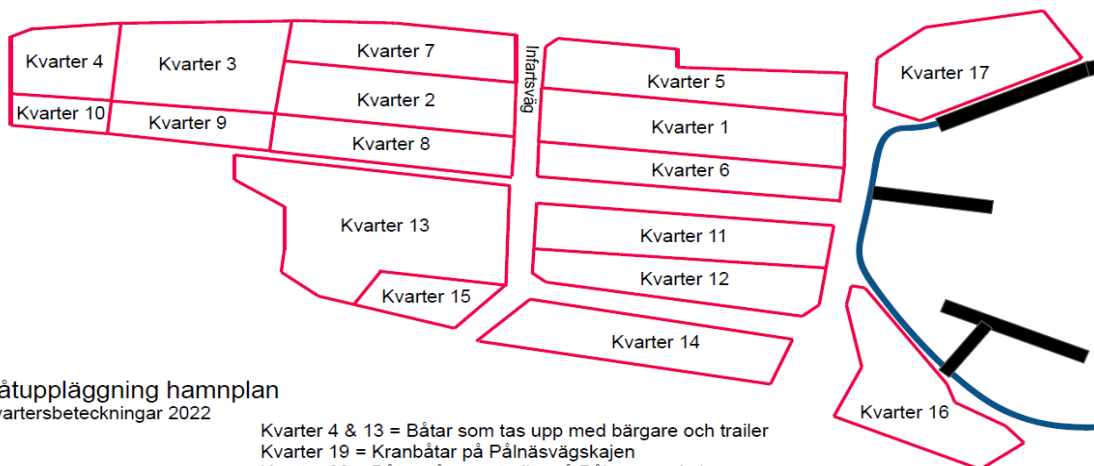 Kvarter 4
Kvarter 3
Kvarter 7
Kvarter 2
Kvarter 10
Kvarter 9
Kvarter 8
Infartsväg
Kvarter 5
Kvarter 1
Kvarter 6
Kvarter 17
Kvarter 13
Kvarter 11
Kvarter 12
Kvarter 15
Kvarter 14
Kvarter 16
åtuppläggning hamnplan
vartersbeteckningar 2022
Kvarter 4 & 13 = Båtar som tas upp med bärgare och trailer
Kvarter 19 = Kranbåtar på Pålnäsvägskajen